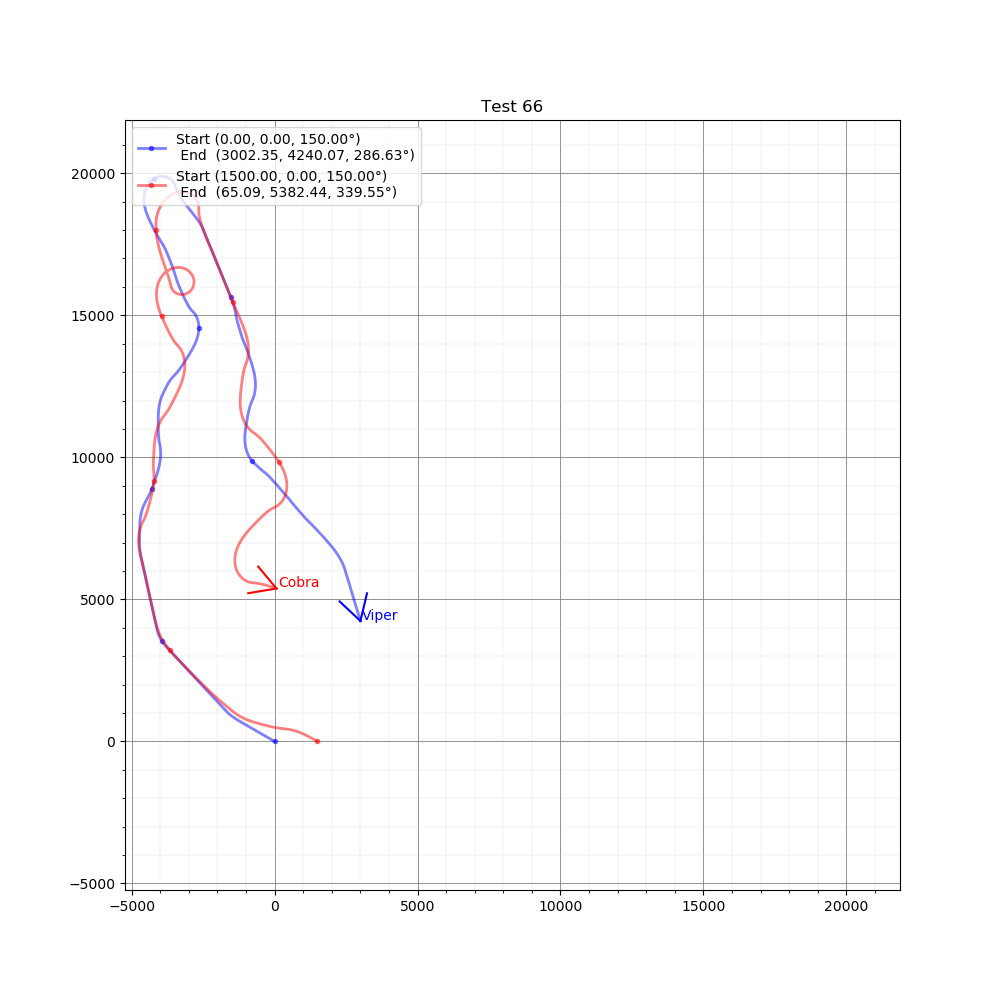 Test 66
Start (0.00, 0.00, 150.00°)
End (3002.35, 4240.07, 286.63°)
Start (1500.00, 0.00, 150.00°)
End (65.09, 5382.44, 339.55°)
20000
15000
10000
5000
0
−5000
Cobra
Viper
−5000 0 5000 10000 15000 20000